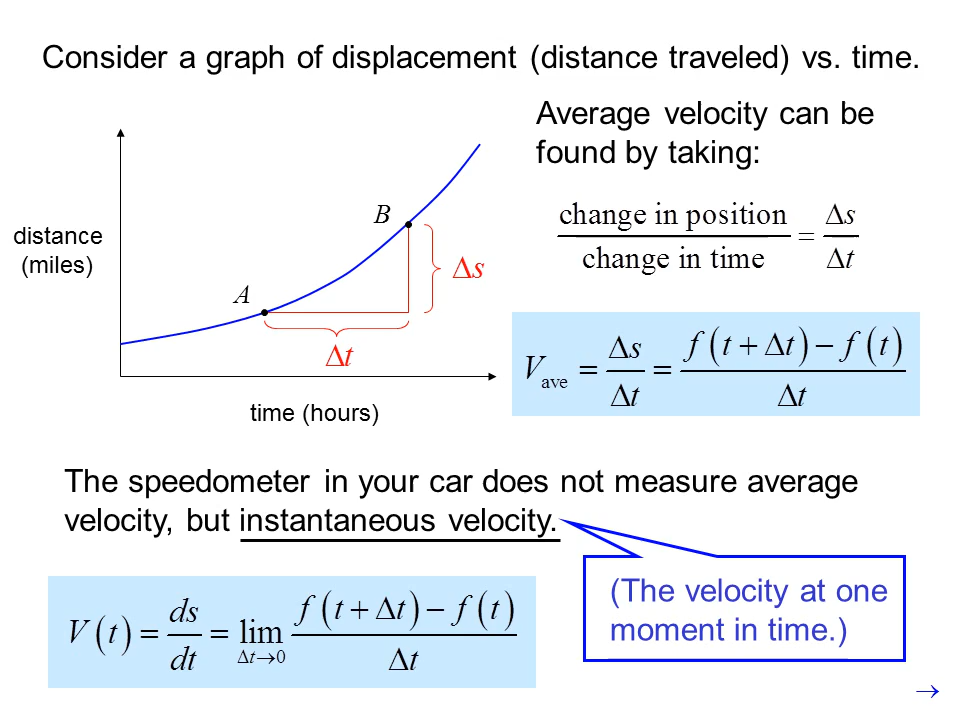 Consider a graph of displacement (distance traveled) vs. time.
Average velocity can be
found by taking:
change in position / change in time = Δs / Δt
distance
(miles)
B
A
Δs
Δt
time (hours)
V_ave = Δs / Δt = f(t + Δt) − f(t) / Δt
The speedometer in your car does not measure average
velocity, but instantaneous velocity.
(The velocity at one
moment in time.)
V(t) = ds / dt = lim Δt→0 f(t + Δt) − f(t) / Δt
→